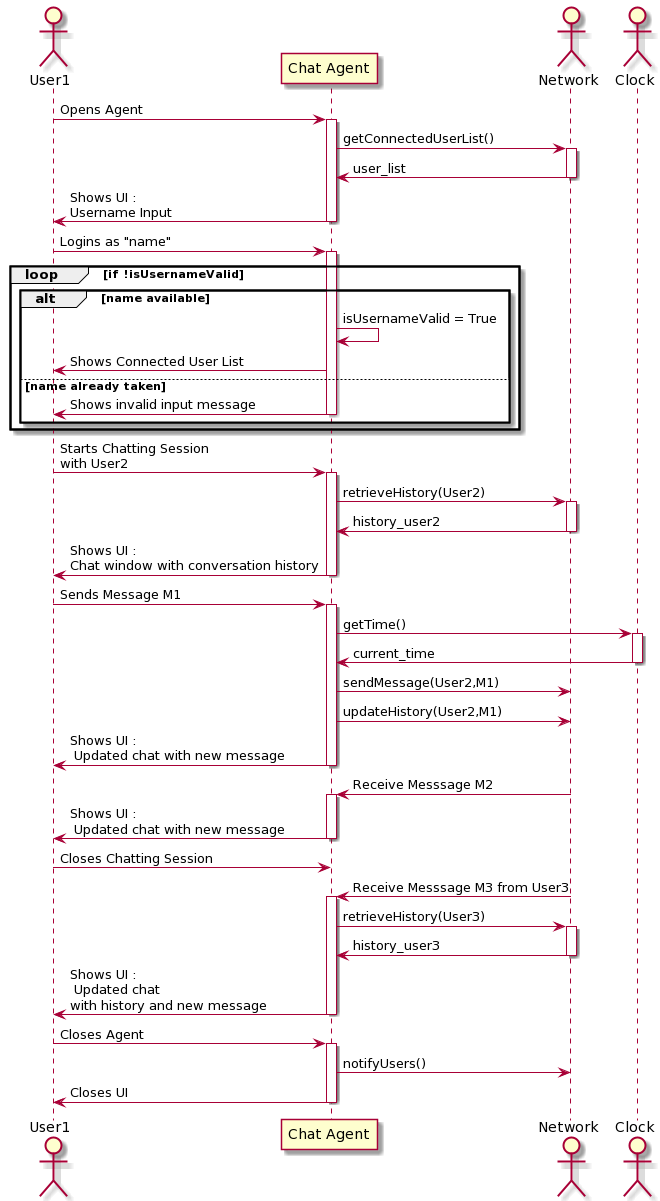 User1
Chat Agent
Network
Clock
Opens Agent
getConnectedUserList()
user_list
Shows UI :
Username Input
Logins as "name"
loop
[if !isUsernameValid]
alt
[name available]
isUsernameValid = True
Shows Connected User List
[name already taken]
Shows invalid input message
Starts Chatting Session
with User2
retrieveHistory(User2)
history_user2
Shows UI :
Chat window with conversation history
Sends Message M1
getTime()
current_time
sendMessage(User2,M1)
updateHistory(User2,M1)
Shows UI :
Updated chat with new message
Receive Messsage M2
Shows UI :
Updated chat with new message
Closes Chatting Session
Receive Messsage M3 from User3
retrieveHistory(User3)
history_user3
Shows UI :
Updated chat
with history and new message
Closes Agent
notifyUsers()
Closes UI
User1
Chat Agent
Network
Clock